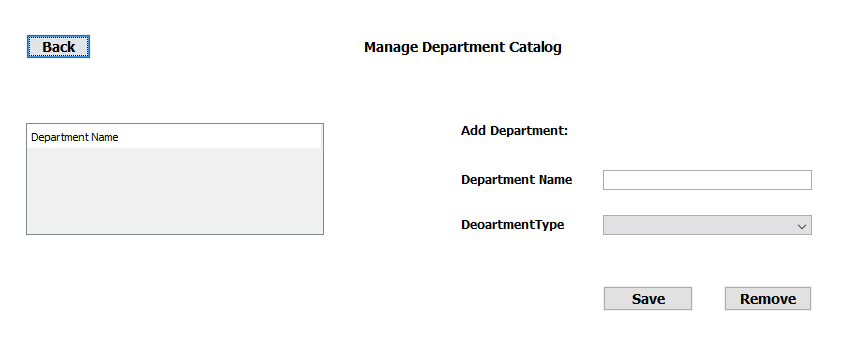 Back
Manage Department Catalog
Department Name
Add Department:
Department Name
DeoartmentType
Save
Remove